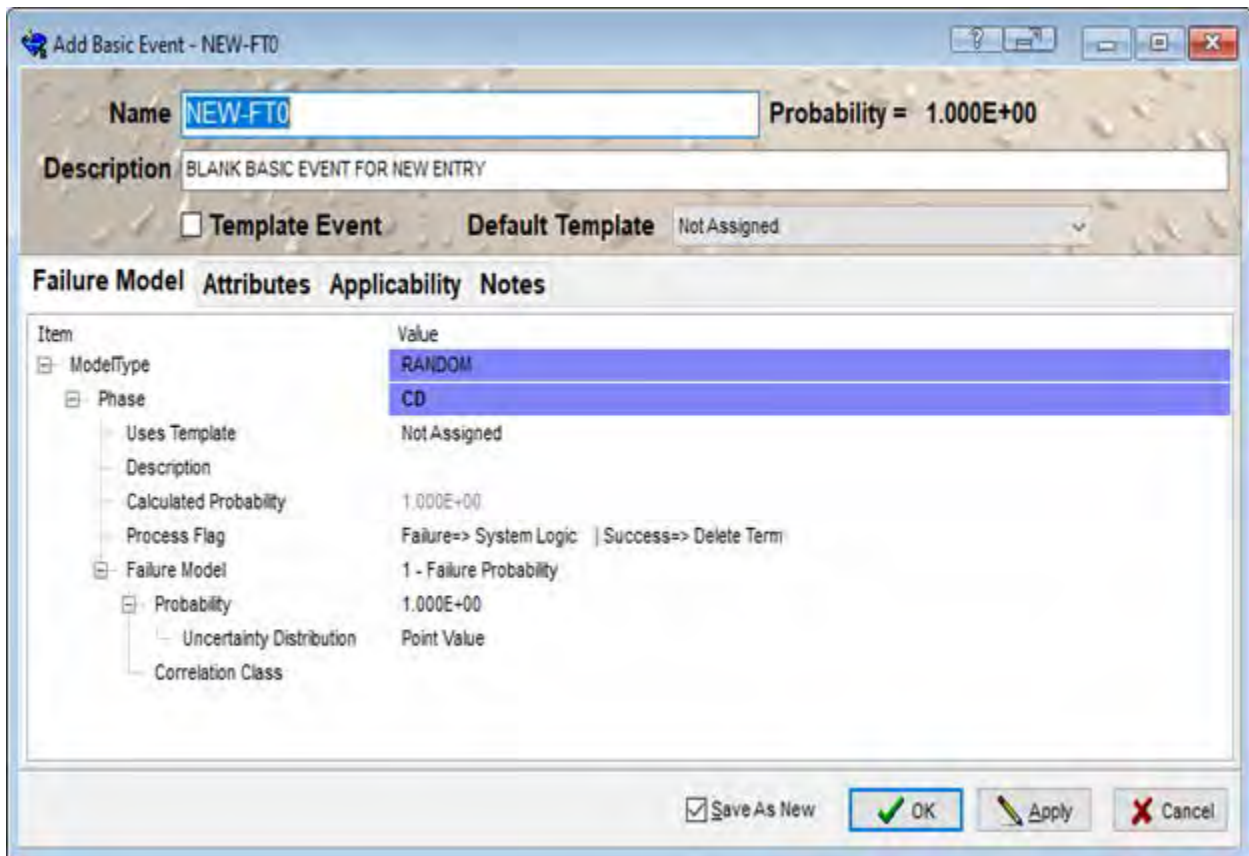 Add Basic Event - NEW-FT0
Name NEW-FT0 Probability = 1.000E+00
Description BLANK BASIC EVENT FOR NEW ENTRY
Template Event Default Template Not Assigned
Failure Model Attributes Applicability Notes
Item Value
ModelType RANDOM
Phase CD
Uses Template Not Assigned
Description
Calculated Probability 1.000E+00
Process Flag Failure=> System Logic | Success=> Delete Term
Failure Model 1 - Failure Probability
Probability 1.000E+00
Uncertainty Distribution Point Value
Correlation Class
Save As New OK Apply Cancel